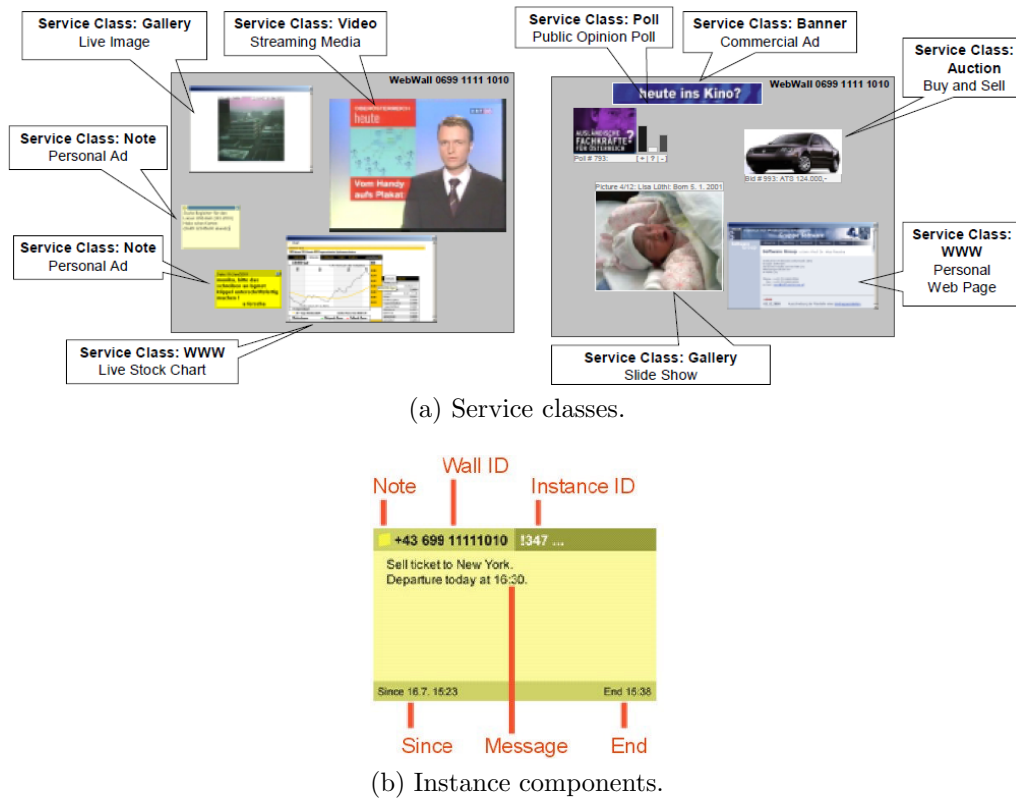 Service Class: Gallery
Live Image
Service Class: Video
Streaming Media
Service Class: Poll
Public Opinion Poll
Service Class: Banner
Commercial Ad
Service Class:
Auction
Buy and Sell
WebWall 0699 1111 1010
WebWall 0699 1111 1010
heute
Vom Handy
aufs Plakat
heute ins Kino?
AUSLÄNDISCHE
FACHKRÄFTE
FÜR ÖSTERREICH
?
Poll # 793: [ + | ? | - ]
Bid # 993: ATS 124.000,-
Service Class: Note
Personal Ad
Picture 4/12: Lisa Lüthi: Born 5. 1. 2001
Service Class: Note
Personal Ad
Service Class:
WWW
Personal
Web Page
Service Class: WWW
Live Stock Chart
Service Class: Gallery
Slide Show
(a) Service classes.
Wall ID
Note
Instance ID
+43 699 11111010
!347 ...
Sell ticket to New York.
Departure today at 16:30.
Since 16.7. 15:23
End 15:38
Since
Message
End
(b) Instance components.